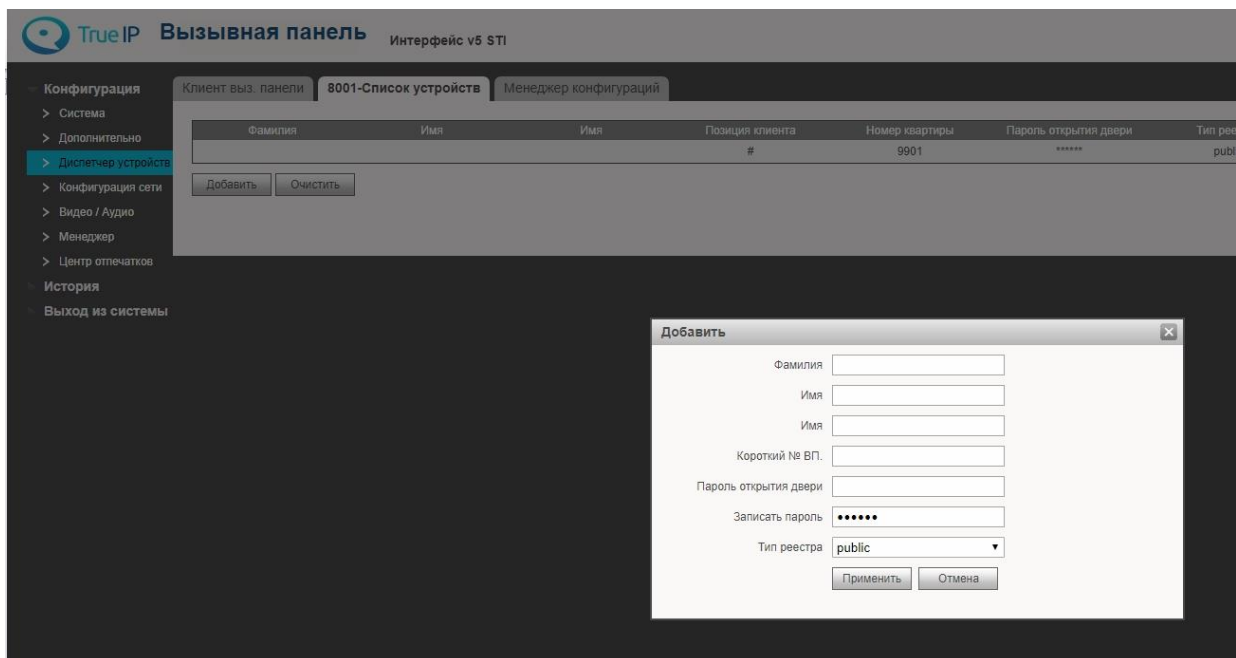 True IP Вызывная панель Интерфейс v5 STI
Конфигурация
Система
Дополнительно
Диспетчер устройств
Конфигурация сети
Видео / Аудио
Менеджер
Центр отпечатков
История
Выход из системы
Клиент выз. панели 8001-Список устройств Менеджер конфигураций
Фамилия Имя Имя Позиция клиента Номер квартиры Пароль открытия двери Тип рее
# 9901 ****** publ
Добавить Очистить
Добавить
Фамилия
Имя
Имя
Короткий № ВП.
Пароль открытия двери
Записать пароль ••••••
Тип реестра public
Применить Отмена